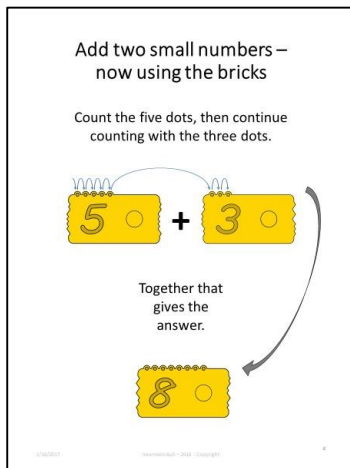 Add two small numbers –
now using the bricks
Count the five dots, then continue
counting with the three dots.
5 + 3
Together that
gives the
answer.
8